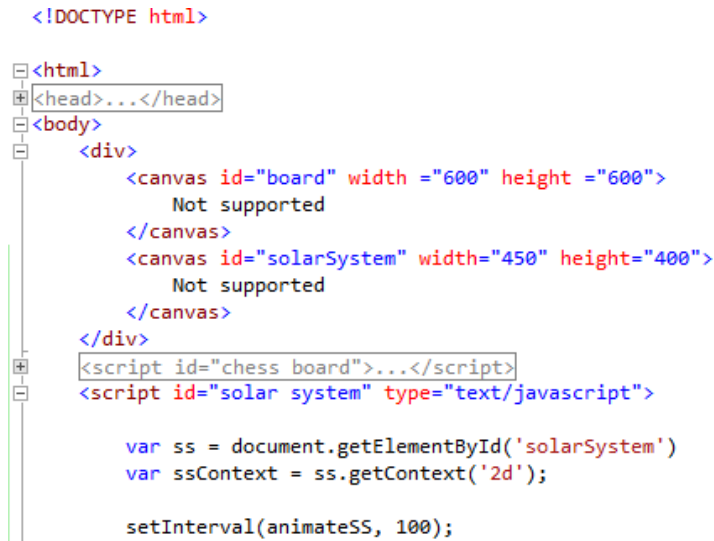 <!DOCTYPE html>
<html>
<head>...</head>
<body>
<div>
<canvas id="board" width ="600" height ="600">
Not supported
</canvas>
<canvas id="solarSystem" width="450" height="400">
Not supported
</canvas>
</div>
<script id="chess board">...</script>
<script id="solar system" type="text/javascript">
var ss = document.getElementById('solarSystem')
var ssContext = ss.getContext('2d');
setInterval(animateSS, 100);